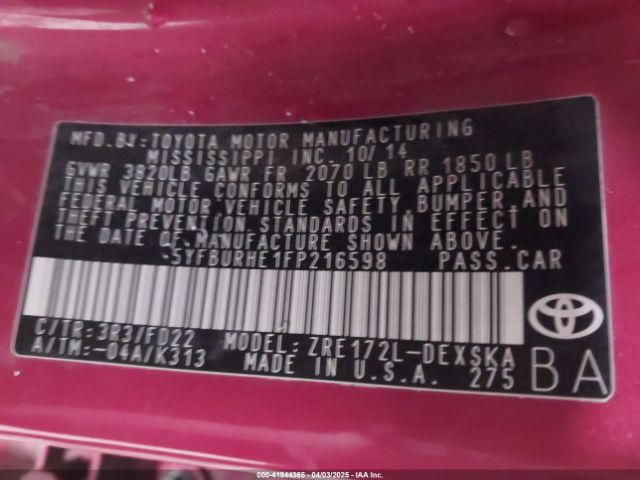 MFD.BY:TOYOTA MOTOR MANUFACTURING
MISSISSIPPI INC. 10/14
GVWR 3820LB GAWR FR 2070 LB RR 1850LB
THIS VEHICLE CONFORMS TO ALL APPLICABLE
FEDERAL MOTOR VEHICLE SAFETY, BUMPER, AND
THEFT PREVENTION STANDARDS IN EFFECT ON
THE DATE OF MANUFACTURE SHOWN ABOVE.
5YFBURHE1FP216598 PASS.CAR
C/TR:3R3/FD22 MODEL:ZRE172L-DEXSKA
A/TM:-04A/K313 MADE IN U.S.A. 275
BA
000-41944365 - 04/03/2025 - IAA Inc.